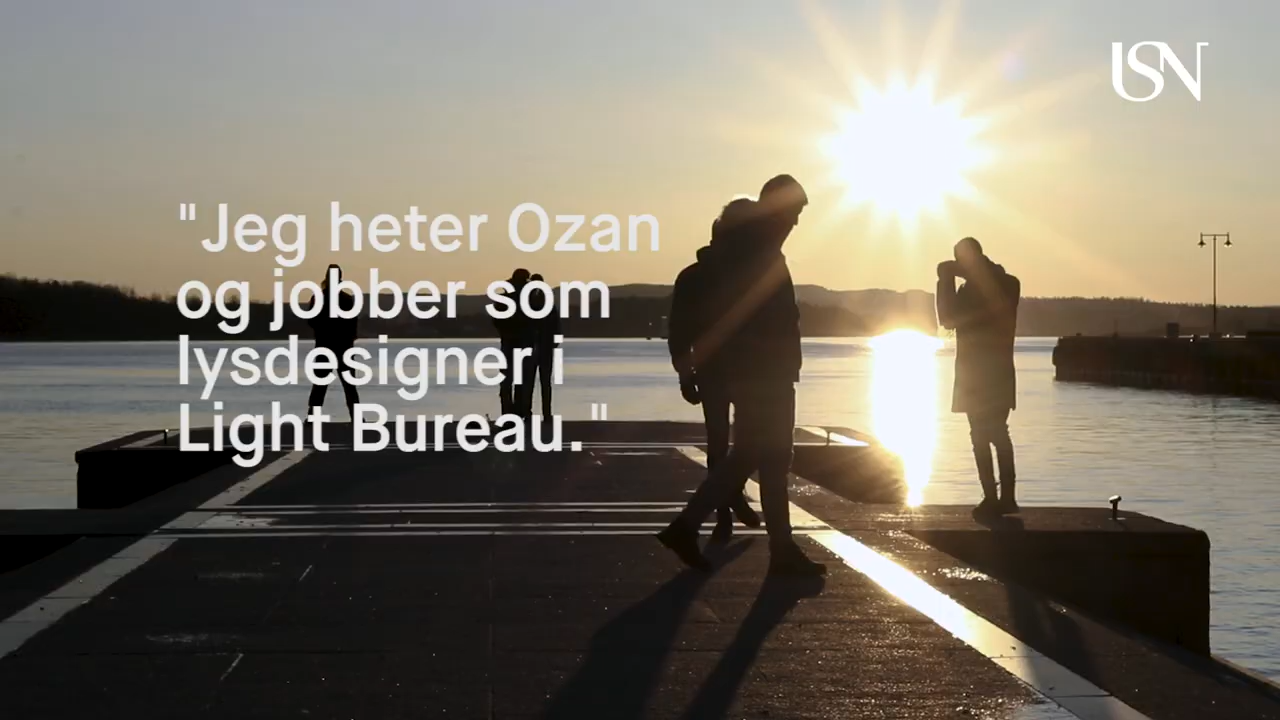 USN
"Jeg heter Ozan
og jobber som
lysdesigner i
Light Bureau."